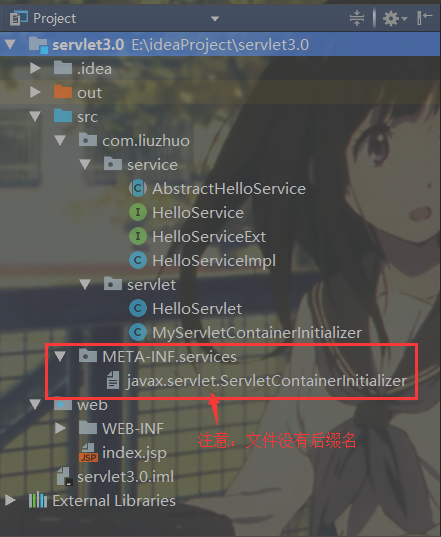 Project
servlet3.0 E:\ideaProject\servlet3.0
.idea
out
src
com.liuzhuo
service
AbstractHelloService
HelloService
HelloServiceExt
HelloServiceImpl
servlet
HelloServlet
MyServletContainerInitializer
META-INF.services
javax.servlet.ServletContainerInitializer
web
WEB-INF
注意：文件没有后缀名
JSP index.jsp
servlet3.0.iml
External Libraries